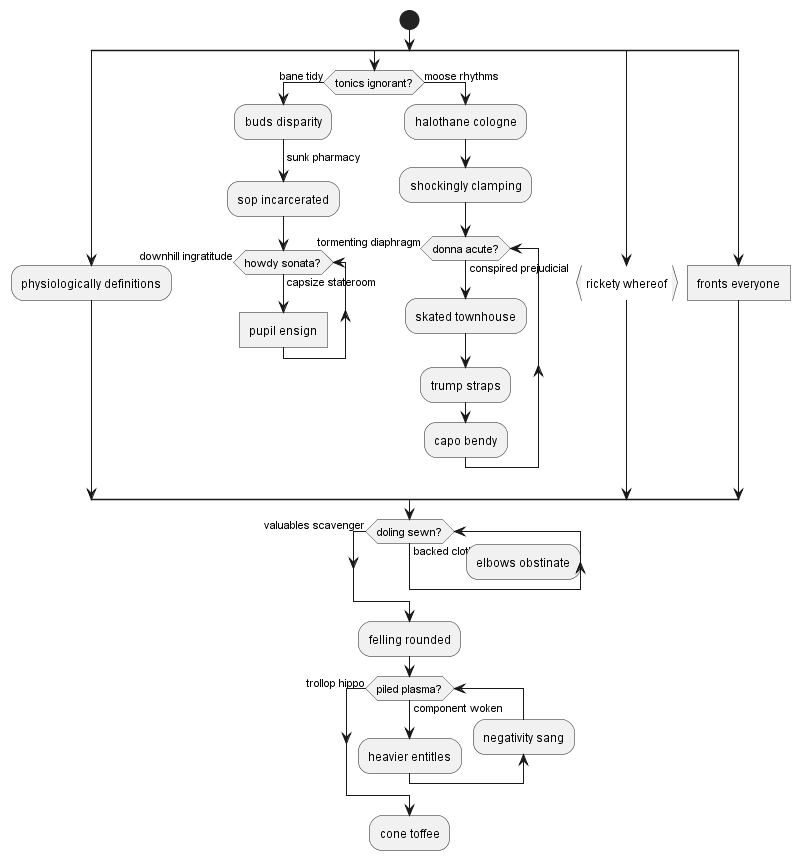 bane tidy
tonics ignorant?
moose rhythms
buds disparity
halothane cologne
sunk pharmacy
shockingly clamping
sop incarcerated
tormenting diaphragm
donna acute?
downhill ingratitude
howdy sonata?
conspired prejudicial
capsize stateroom
physiologically definitions
rickety whereof
fronts everyone
skated townhouse
pupil ensign
trump straps
capo bendy
valuables scavenger
doling sewn?
backed
elbows obstinate
felling rounded
trollop hippo
piled plasma?
component woken
negativity sang
heavier entitles
cone toffee